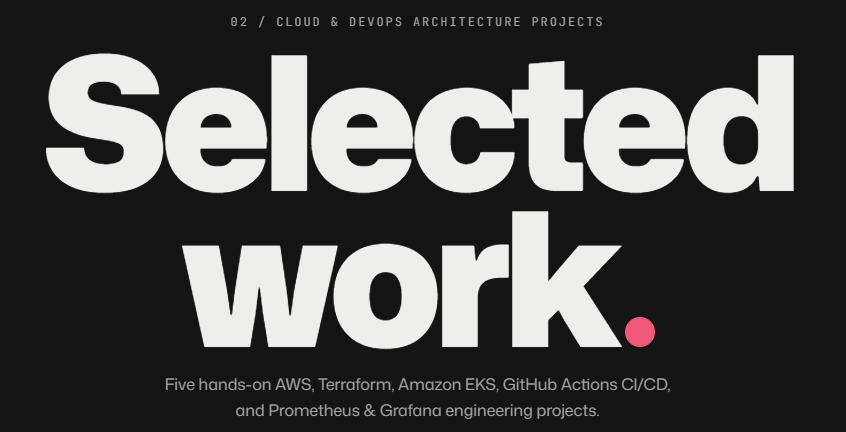 02 / CLOUD & DEVOPS ARCHITECTURE PROJECTS
Selected
work.
Five hands-on AWS, Terraform, Amazon EKS, GitHub Actions CI/CD,
and Prometheus & Grafana engineering projects.